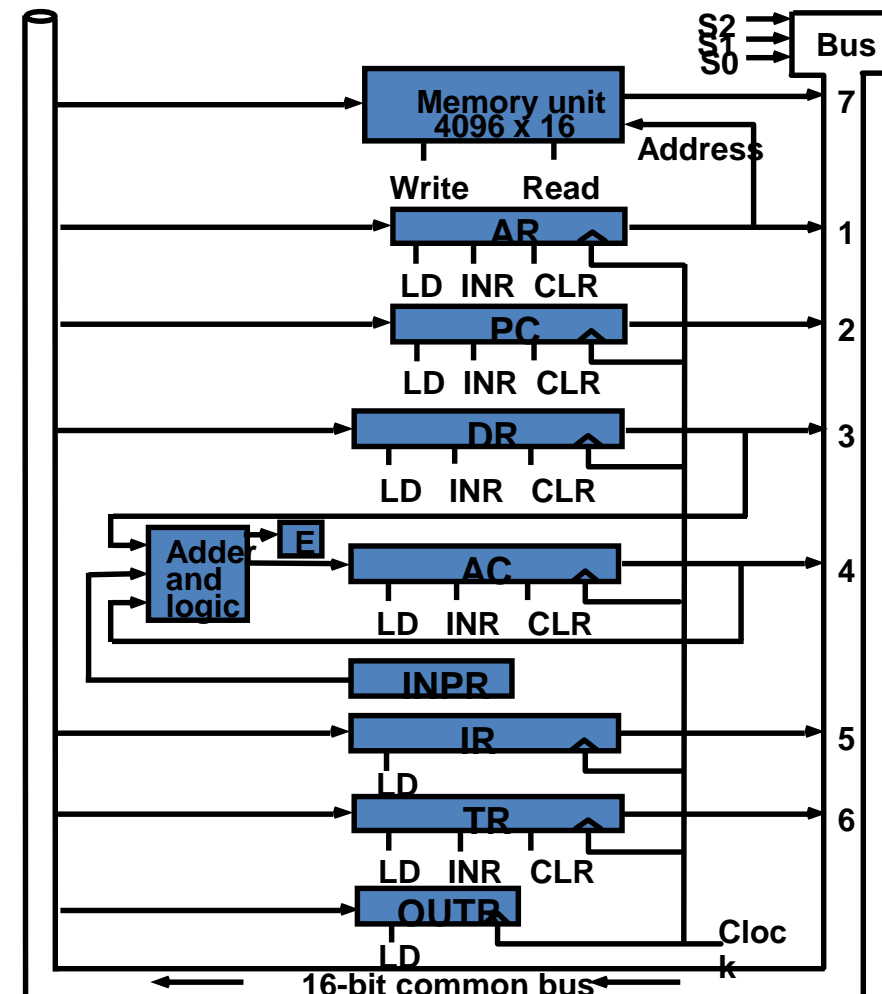 S2
S1
S0
Bus
Memory unit
4096 x 16
7
Address
Write Read
AR
1
LD INR CLR
PC
2
LD INR CLR
DR
3
LD INR CLR
E
Adder
and
logic
AC
4
LD INR CLR
INPR
IR
5
LD
TR
6
LD INR CLR
OUTR
LD
Cloc
k
16-bit common bus